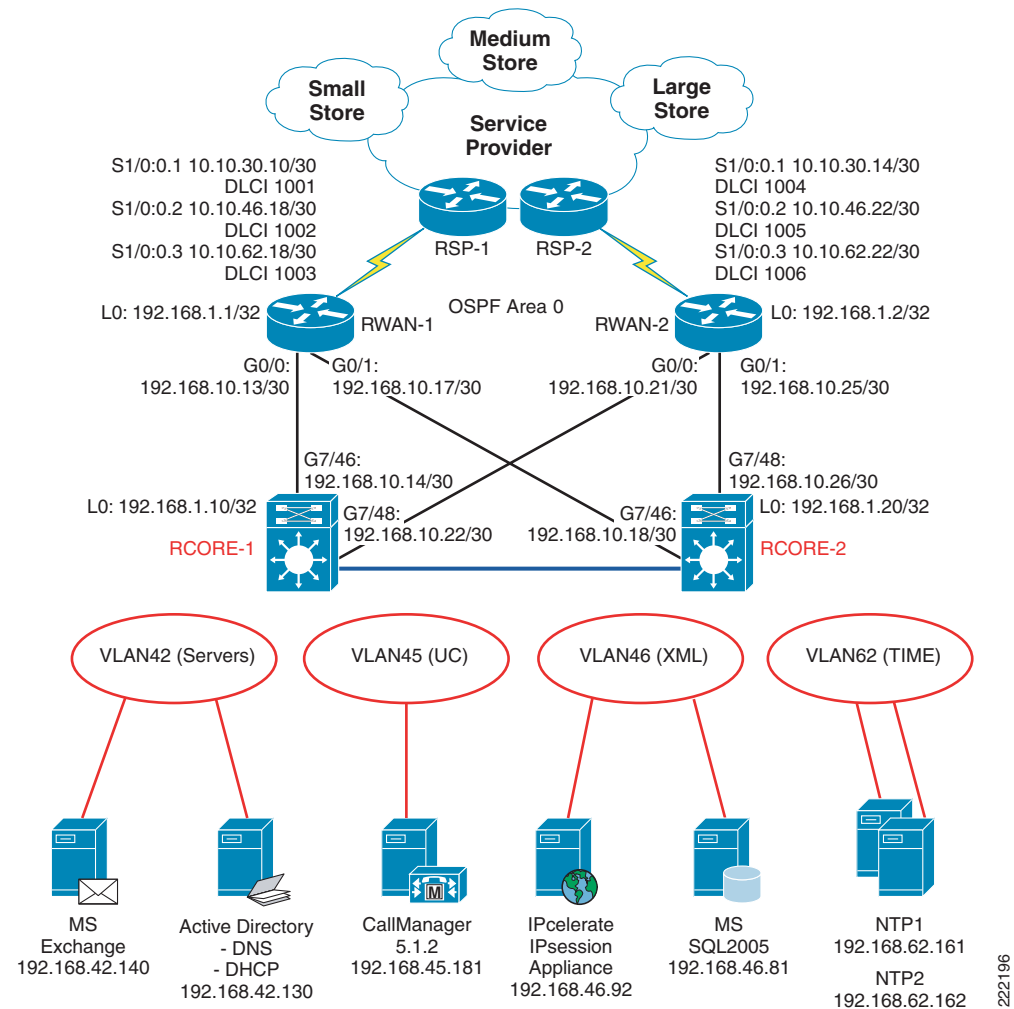 Medium
Store
Small
Store
Large
Store
Service
Provider
S1/0:0.1 10.10.30.10/30
DLCI 1001
S1/0:0.2 10.10.46.18/30
DLCI 1002
S1/0:0.3 10.10.62.18/30
DLCI 1003
S1/0:0.1 10.10.30.14/30
DLCI 1004
S1/0:0.2 10.10.46.22/30
DLCI 1005
S1/0:0.3 10.10.62.22/30
DLCI 1006
RSP-1
RSP-2
L0: 192.168.1.1/32
RWAN-1
OSPF Area 0
RWAN-2
L0: 192.168.1.2/32
G0/0:
192.168.10.13/30
G0/1:
192.168.10.17/30
G0/0:
192.168.10.21/30
G0/1:
192.168.10.25/30
G7/46:
192.168.10.14/30
G7/48:
192.168.10.26/30
L0: 192.168.1.10/32
G7/48:
192.168.10.22/30
G7/46:
192.168.10.18/30
L0: 192.168.1.20/32
RCORE-1
RCORE-2
VLAN42 (Servers)
VLAN45 (UC)
VLAN46 (XML)
VLAN62 (TIME)
M
MS
Exchange
192.168.42.140
Active Directory
- DNS
- DHCP
192.168.42.130
CallManager
5.1.2
192.168.45.181
IPcelerate
IPsession
Appliance
192.168.46.92
MS
SQL2005
192.168.46.81
NTP1
192.168.62.161
NTP2
192.168.62.162
222196